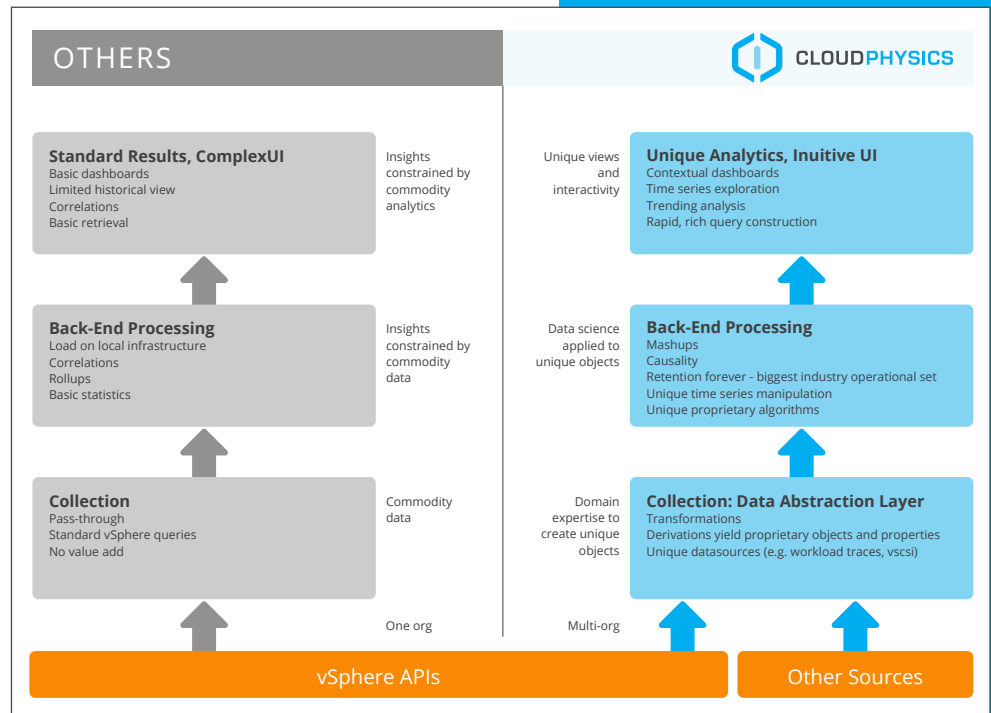 OTHERS
CLOUDPHYSICS
Standard Results, ComplexUI
Basic dashboards
Limited historical view
Correlations
Basic retrieval
Insights
constrained by
commodity
analytics
Unique views
and
interactivity
Unique Analytics, Inuitive UI
Contextual dashboards
Time series exploration
Trending analysis
Rapid, rich query construction
Back-End Processing
Load on local infrastructure
Correlations
Rollups
Basic statistics
Insights
constrained by
commodity
data
Data science
applied to
unique objects
Back-End Processing
Mashups
Causality
Retention forever - biggest industry operational set
Unique time series manipulation
Unique proprietary algorithms
Collection
Pass-through
Standard vSphere queries
No value add
Commodity
data
Domain
expertise to
create unique
objects
Collection: Data Abstraction Layer
Transformations
Derivations yield proprietary objects and properties
Unique datasources (e.g. workload traces, vscsi)
One org
Multi-org
vSphere APIs
Other Sources